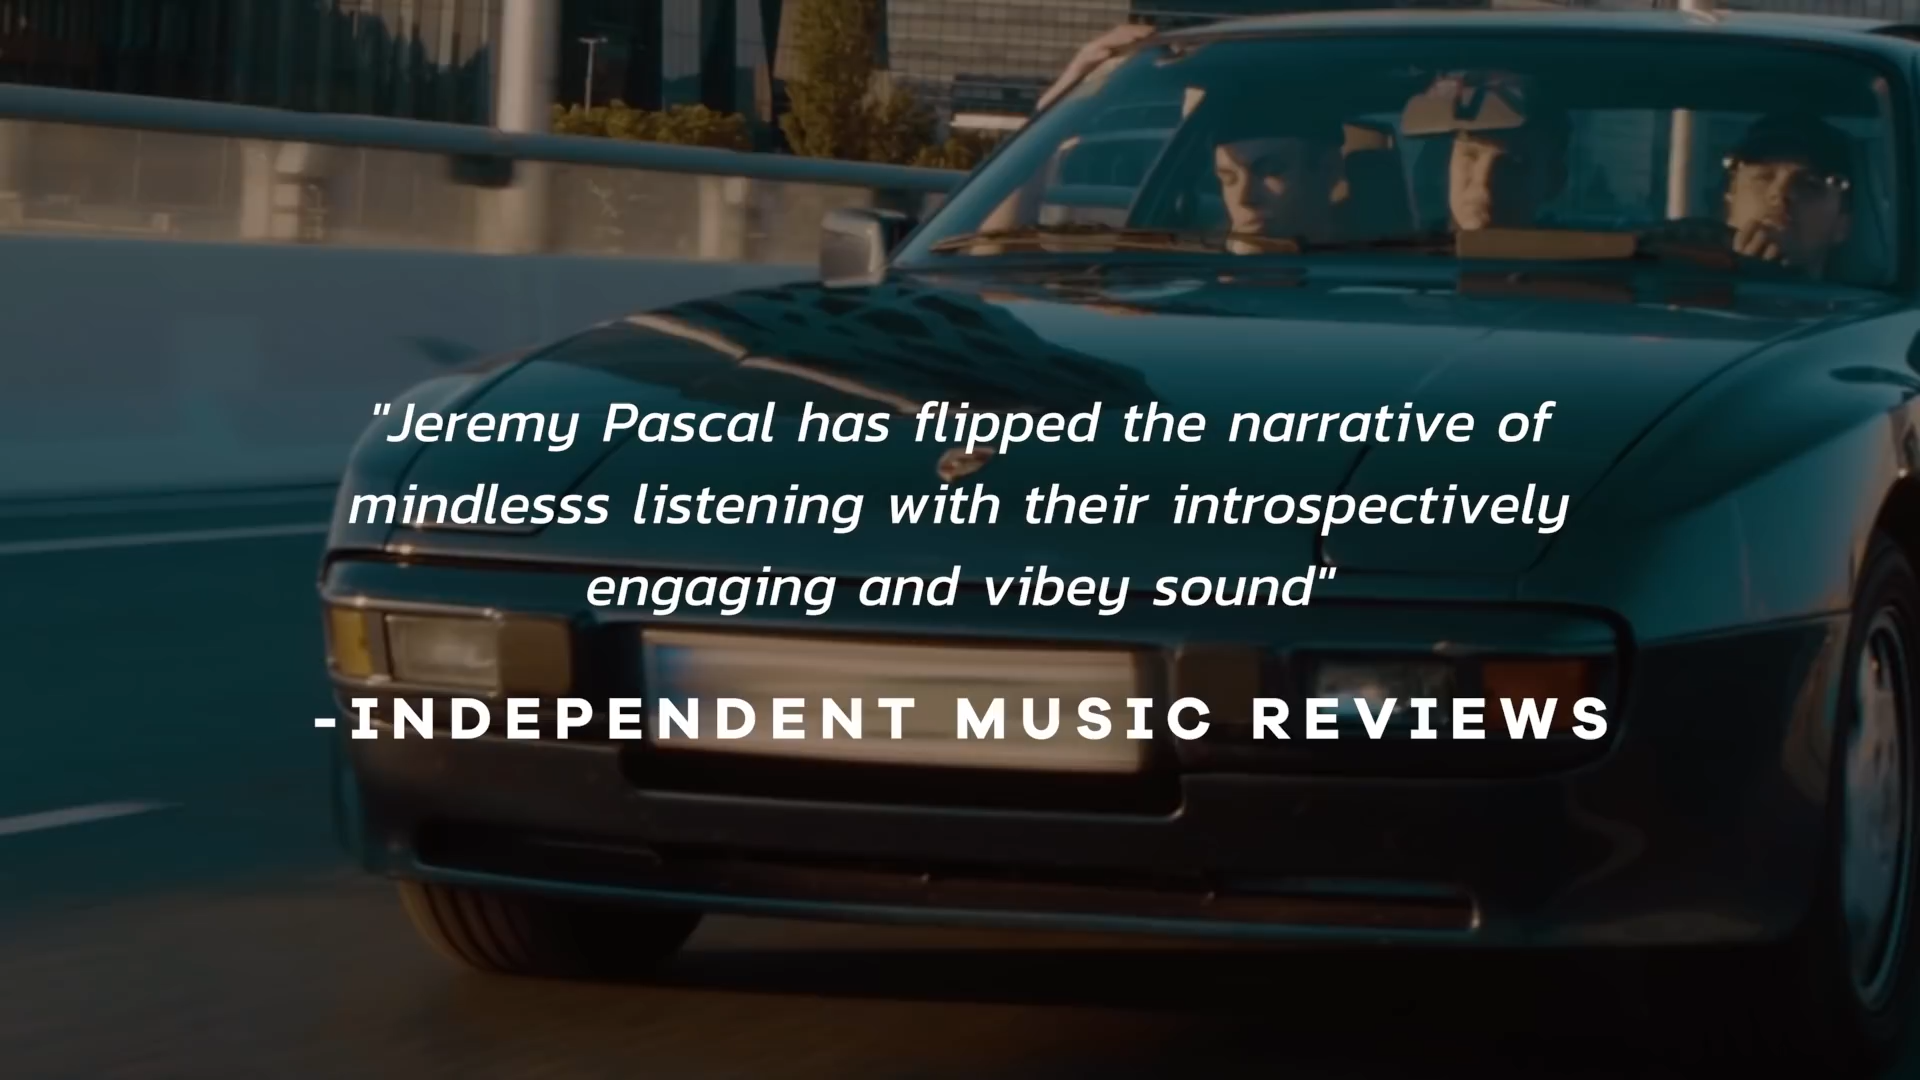 "Jeremy Pascal has flipped the narrative of
mindlesss listening with their introspectively
engaging and vibey sound"
-INDEPENDENT MUSIC REVIEWS